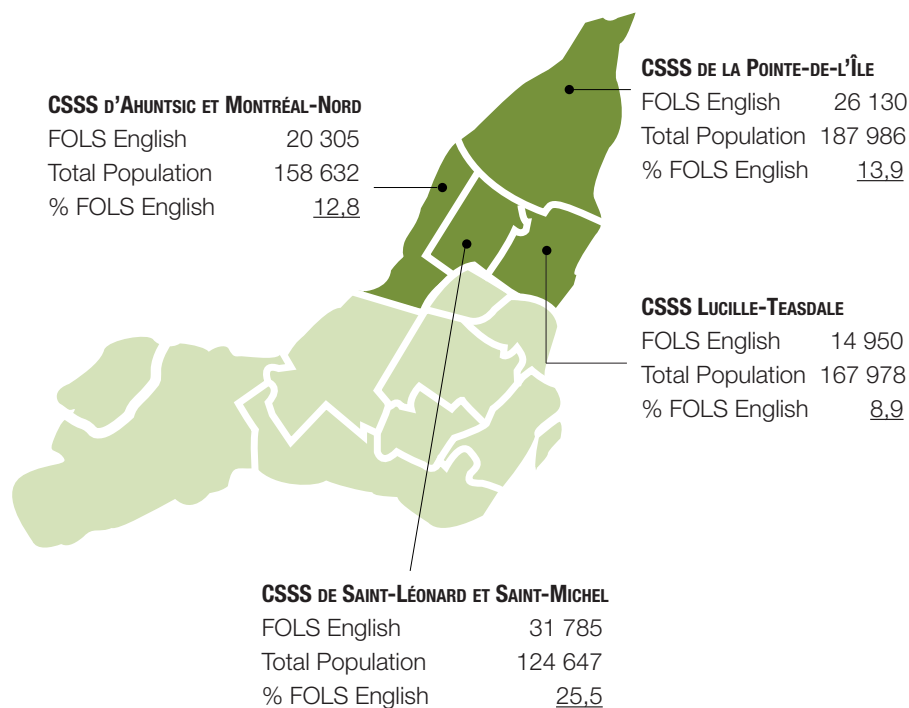 CSSS d'Ahuntsic et Montréal-Nord
FOLS English 20 305
Total Population 158 632
% FOLS English 12,8
CSSS de la Pointe-de-l'Île
FOLS English 26 130
Total Population 187 986
% FOLS English 13,9
CSSS Lucille-Teasdale
FOLS English 14 950
Total Population 167 978
% FOLS English 8,9
CSSS de Saint-Léonard et Saint-Michel
FOLS English 31 785
Total Population 124 647
% FOLS English 25,5